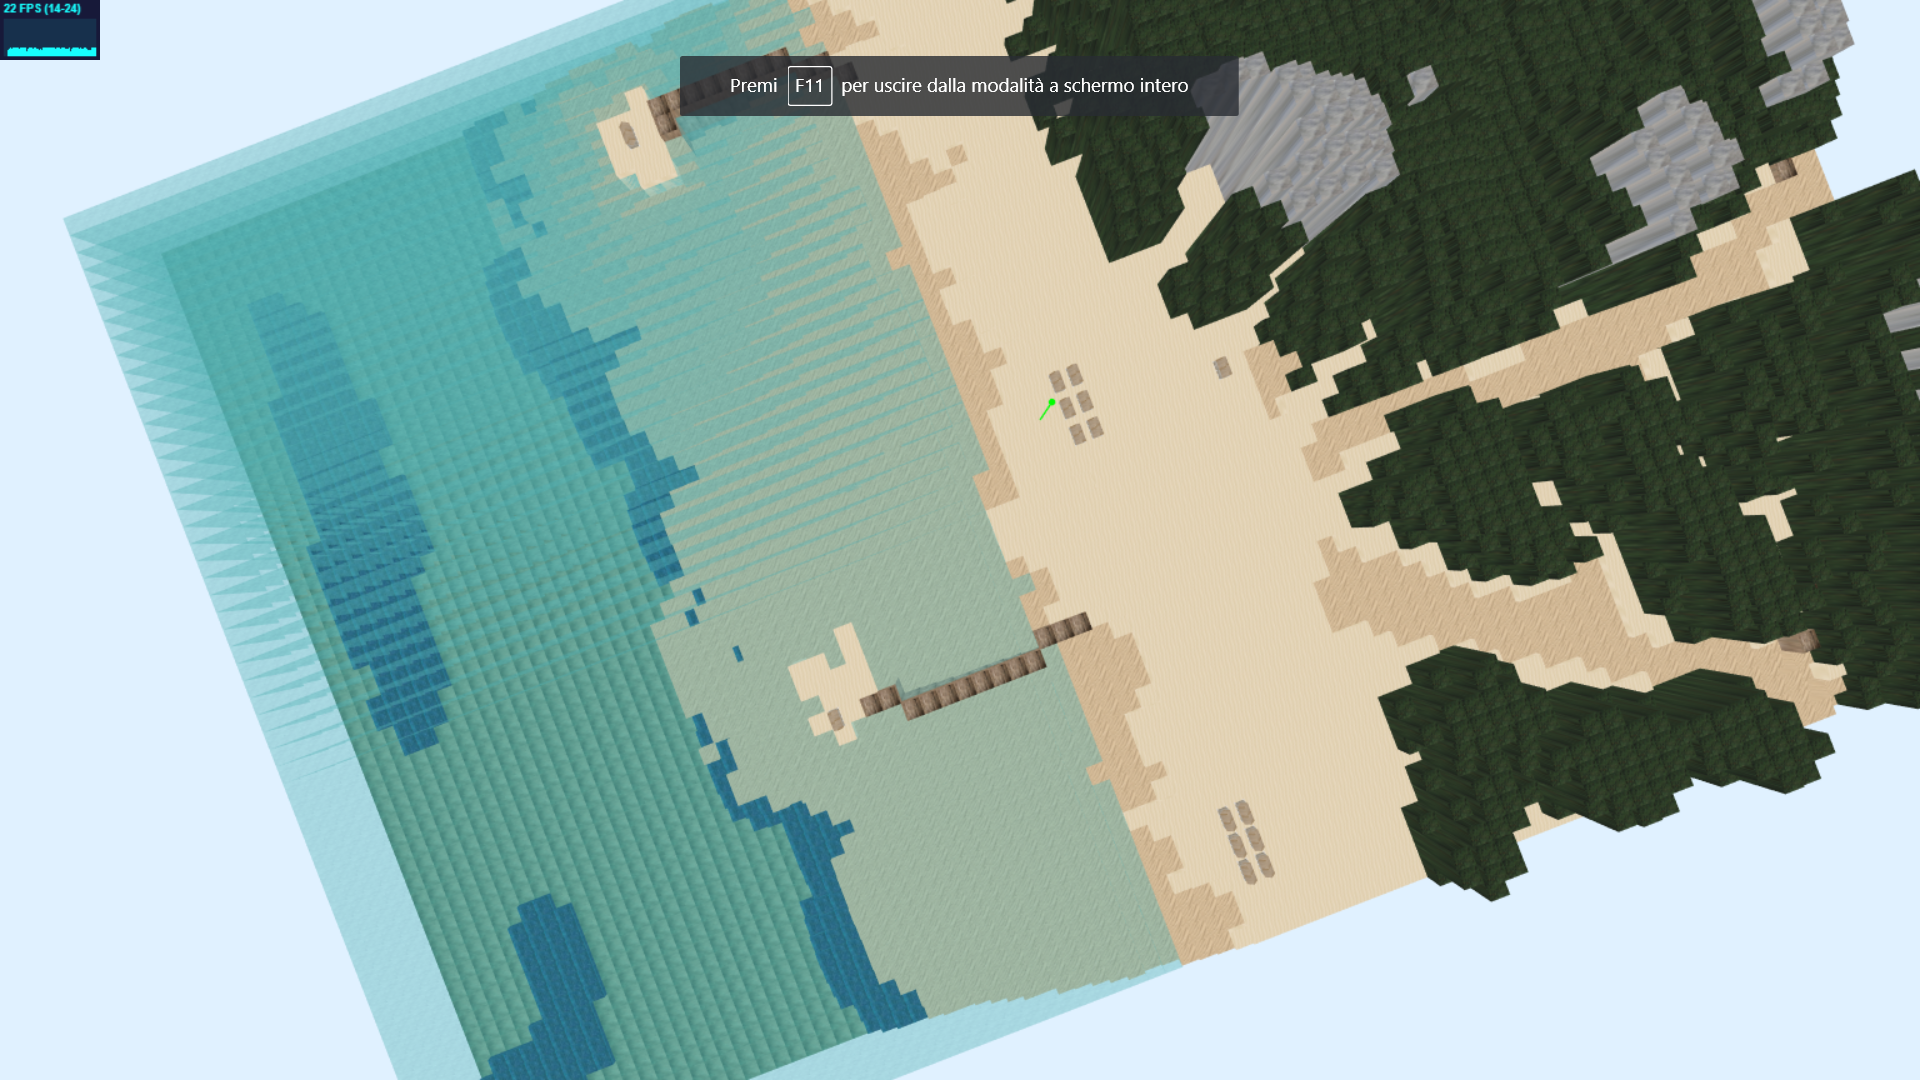 22 FPS (14-24)
Premi F11 per uscire dalla modalità a schermo intero